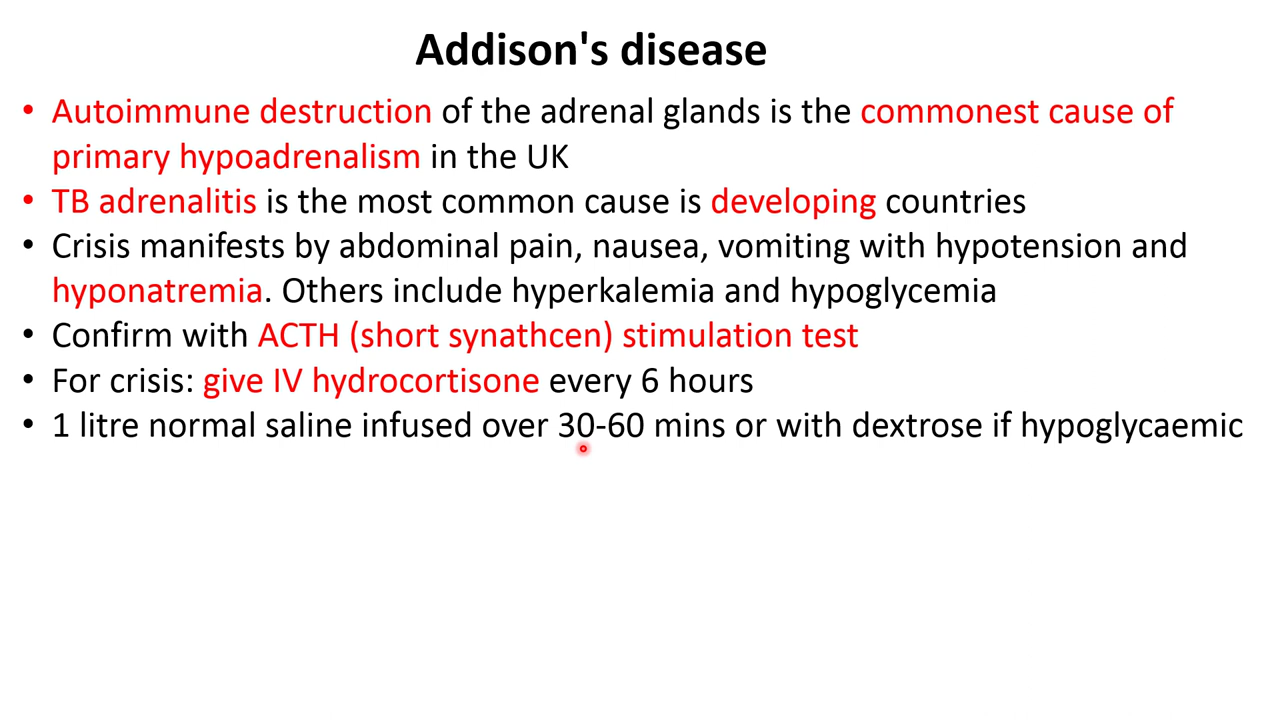 Addison's disease
• Autoimmune destruction of the adrenal glands is the commonest cause of
primary hypoadrenalism in the UK
• TB adrenalitis is the most common cause is developing countries
• Crisis manifests by abdominal pain, nausea, vomiting with hypotension and
hyponatremia. Others include hyperkalemia and hypoglycemia
• Confirm with ACTH (short synathcen) stimulation test
• For crisis: give IV hydrocortisone every 6 hours
• 1 litre normal saline infused over 30-60 mins or with dextrose if hypoglycaemic